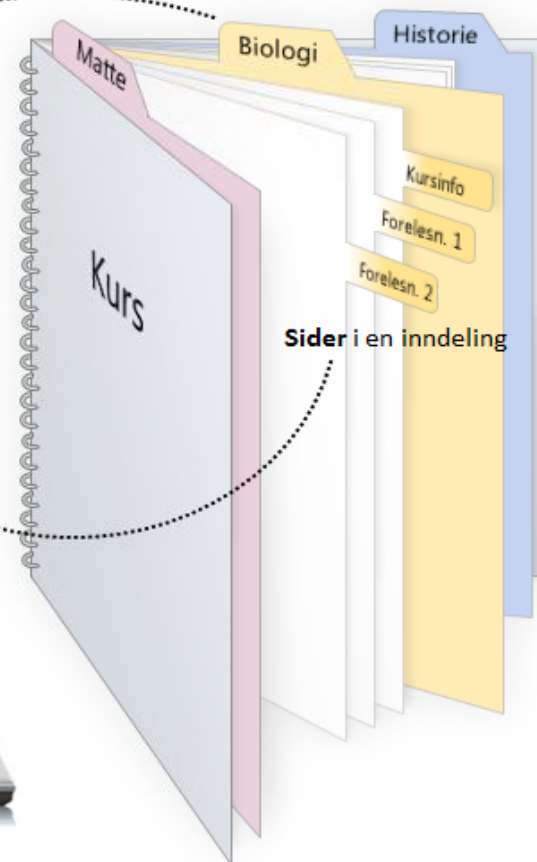 Historie
Biologi
Matte
Kursinfo
Forelesn. 1
Forelesn. 2
Kurs
Sider i en inndeling